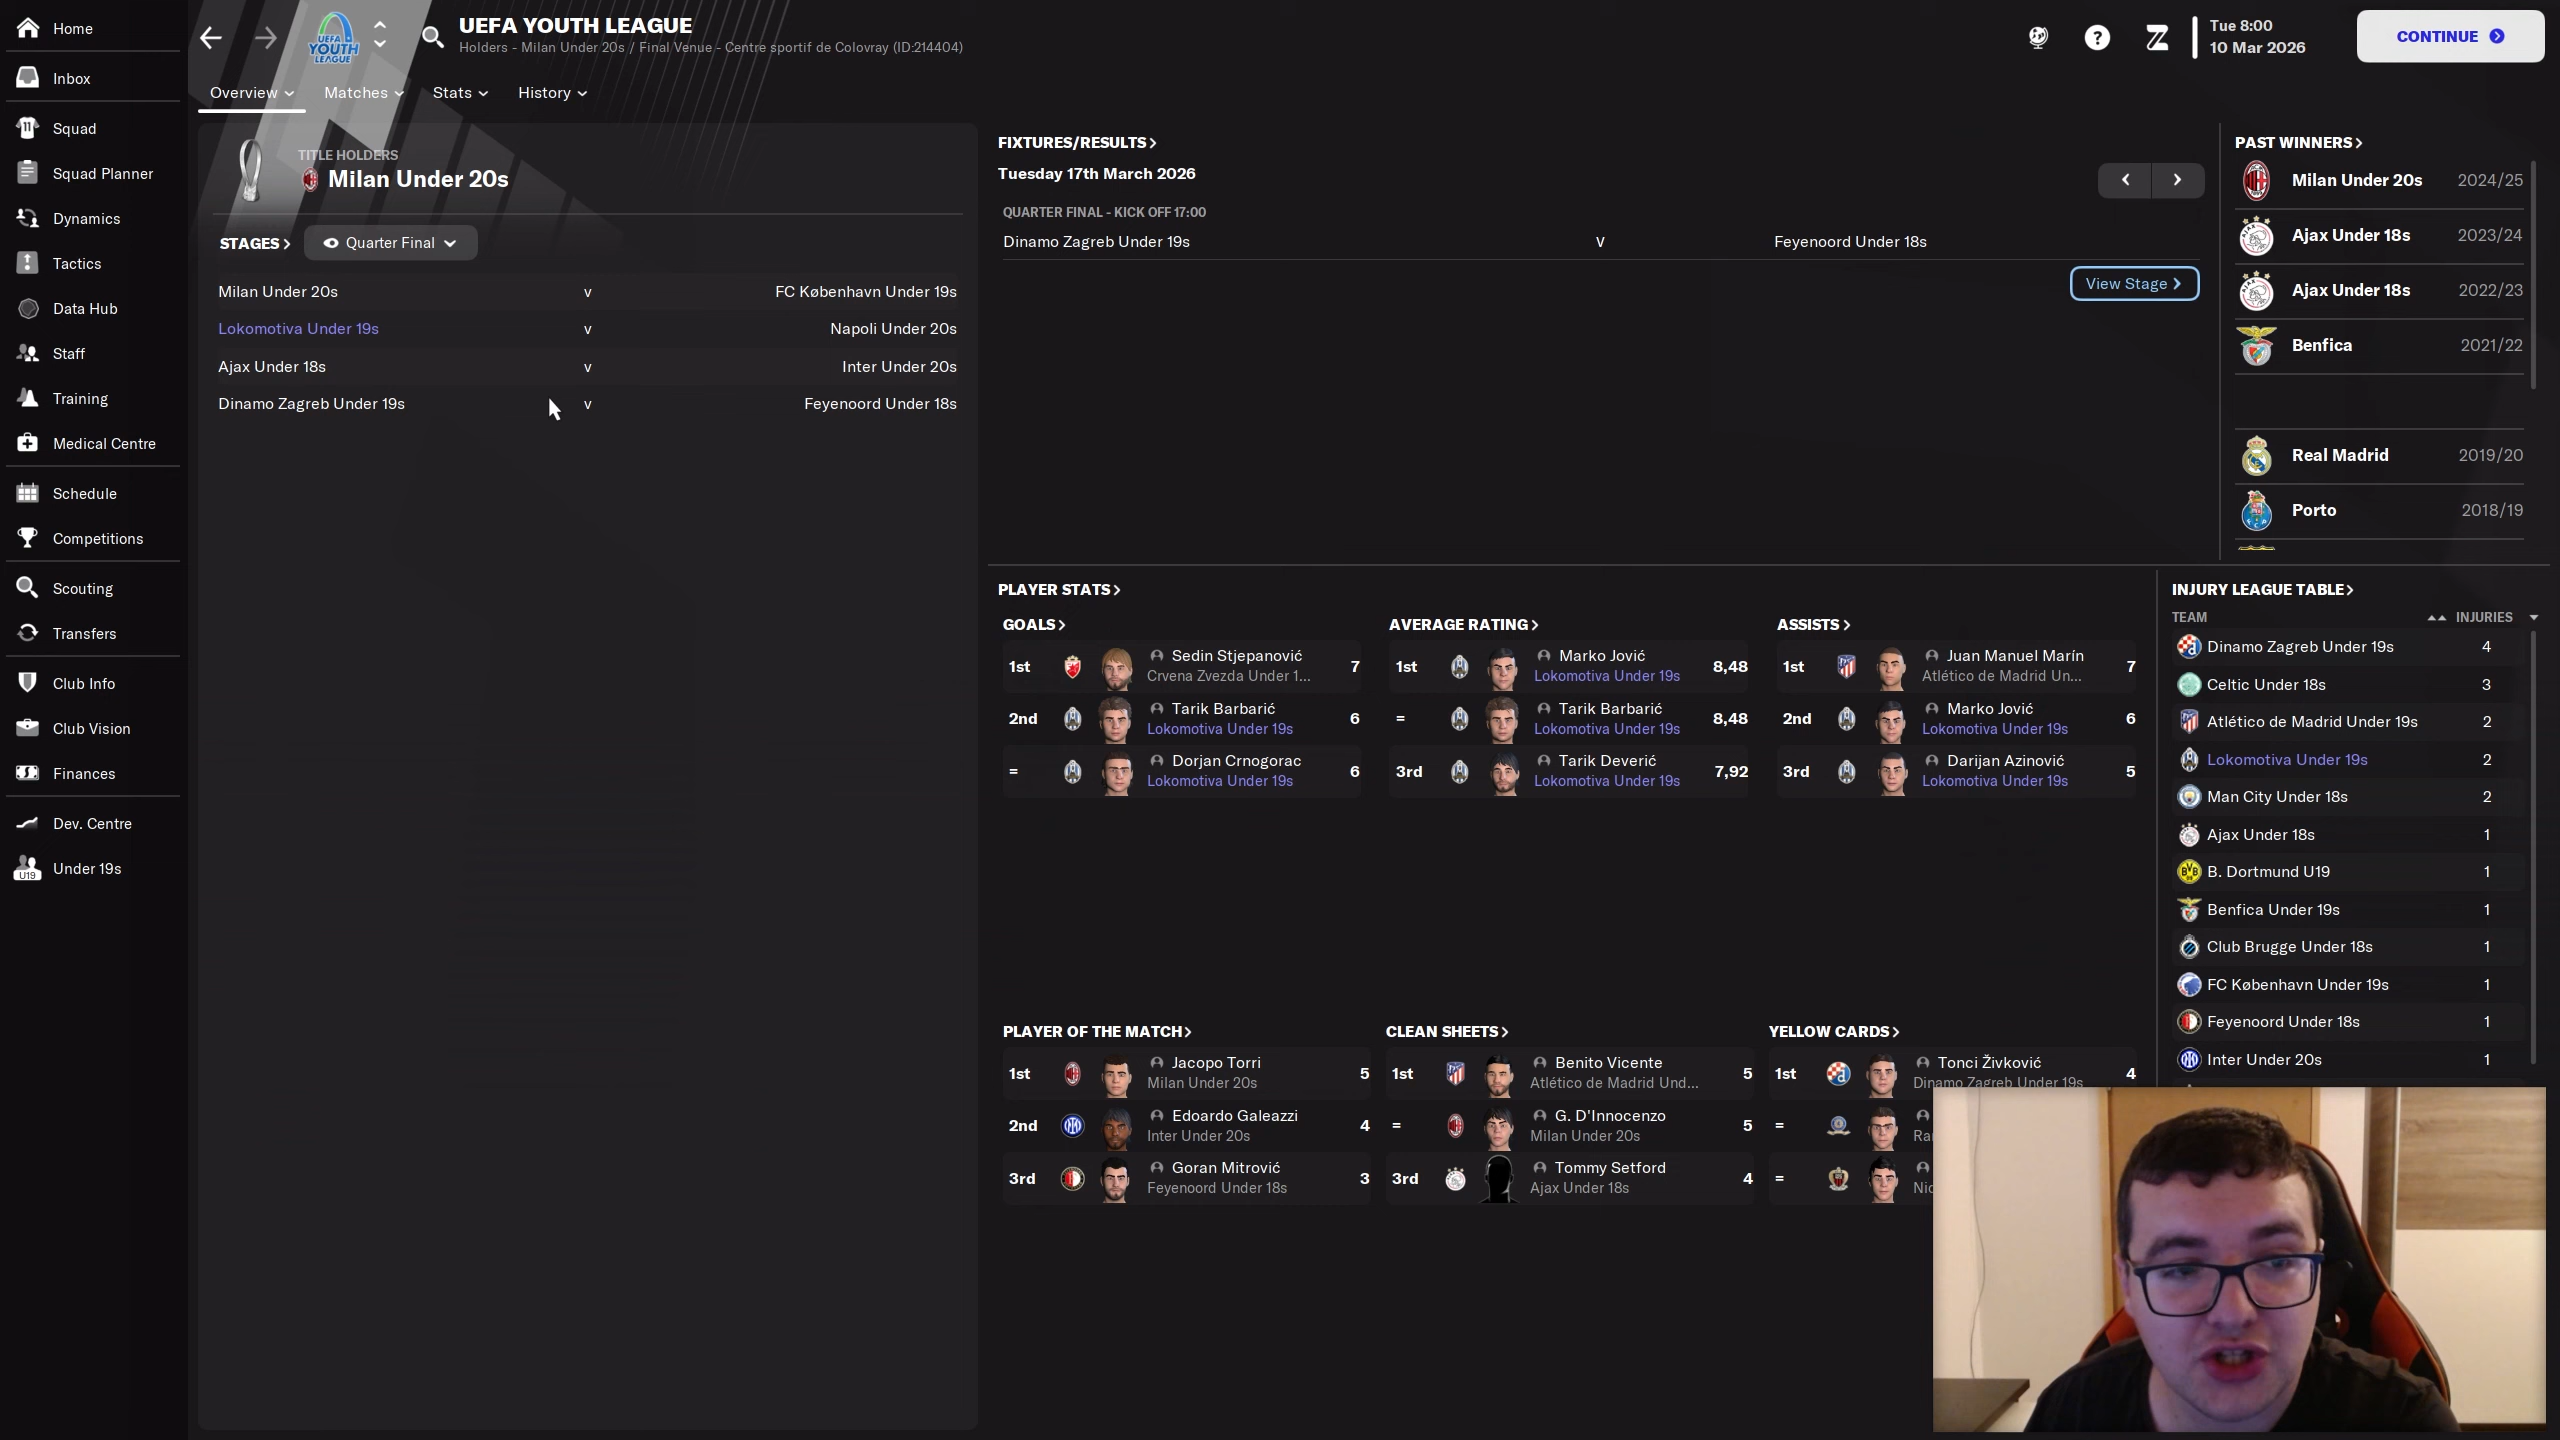 Home
Inbox
Squad
Squad Planner
Dynamics
Tactics
Data Hub
Staff
Training
Medical Centre
Schedule
Competitions
Scouting
Transfers
Club Info
Club Vision
Finances
Dev. Centre
U19
Under 19s
UEFA YOUTH LEAGUE
UEFA YOUTH LEAGUE
Holders - Milan Under 20s / Final Venue - Centre sportif de Colovray (ID:214404)
Tue 8:00
10 Mar 2026
CONTINUE
Overview Matches Stats History
TITLE HOLDERS
Milan Under 20s
STAGES Quarter Final
Milan Under 20s v FC København Under 19s
Lokomotiva Under 19s v Napoli Under 20s
Ajax Under 18s v Inter Under 20s
Dinamo Zagreb Under 19s v Feyenoord Under 18s
FIXTURES/RESULTS
Tuesday 17th March 2026
QUARTER FINAL - KICK OFF 17:00
Dinamo Zagreb Under 19s v Feyenoord Under 18s
View Stage
PAST WINNERS
Milan Under 20s 2024/25
Ajax Under 18s 2023/24
Ajax Under 18s 2022/23
Benfica 2021/22
Real Madrid 2019/20
Porto 2018/19
PLAYER STATS
GOALS
1st Sedin Stjepanović 7
Crvena Zvezda Under 1...
2nd Tarik Barbarić 6
Lokomotiva Under 19s
= Dorjan Crnogorac 6
Lokomotiva Under 19s
AVERAGE RATING
1st Marko Jović 8,48
Lokomotiva Under 19s
= Tarik Barbarić 8,48
Lokomotiva Under 19s
3rd Tarik Deverić 7,92
Lokomotiva Under 19s
ASSISTS
1st Juan Manuel Marín 7
Atlético de Madrid Un...
2nd Marko Jović 6
Lokomotiva Under 19s
3rd Darijan Azinović 5
Lokomotiva Under 19s
PLAYER OF THE MATCH
1st Jacopo Torri 5
Milan Under 20s
2nd Edoardo Galeazzi 4
Inter Under 20s
3rd Goran Mitrović 3
Feyenoord Under 18s
CLEAN SHEETS
1st Benito Vicente 5
Atlético de Madrid Und...
= G. D'Innocenzo 5
Milan Under 20s
3rd Tommy Setford 4
Ajax Under 18s
YELLOW CARDS
1st Tonci Živković 4
Dinamo Zagreb Under 19s
=
=
INJURY LEAGUE TABLE
TEAM INJURIES
Dinamo Zagreb Under 19s 4
Celtic Under 18s 3
Atlético de Madrid Under 19s 2
Lokomotiva Under 19s 2
Man City Under 18s 2
Ajax Under 18s 1
B. Dortmund U19 1
Benfica Under 19s 1
Club Brugge Under 18s 1
FC København Under 19s 1
Feyenoord Under 18s 1
Inter Under 20s 1